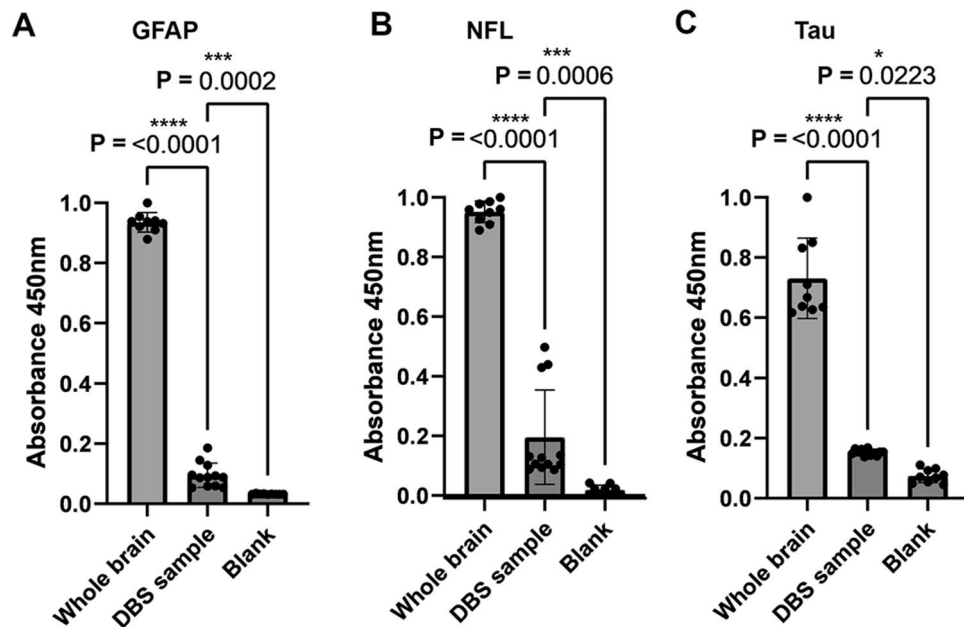 A
GFAP
***
P = 0.0002
****
P = <0.0001
Absorbance 450nm
1.0
0.8
0.6
0.4
0.2
0.0
Whole brain
DBS sample
Blank
B
NFL
***
P = 0.0006
****
P = <0.0001
Absorbance 450nm
1.0
0.8
0.6
0.4
0.2
0.0
Whole brain
DBS sample
Blank
C
Tau
*
P = 0.0223
****
P = <0.0001
Absorbance 450nm
1.0
0.8
0.6
0.4
0.2
0.0
Whole brain
DBS sample
Blank